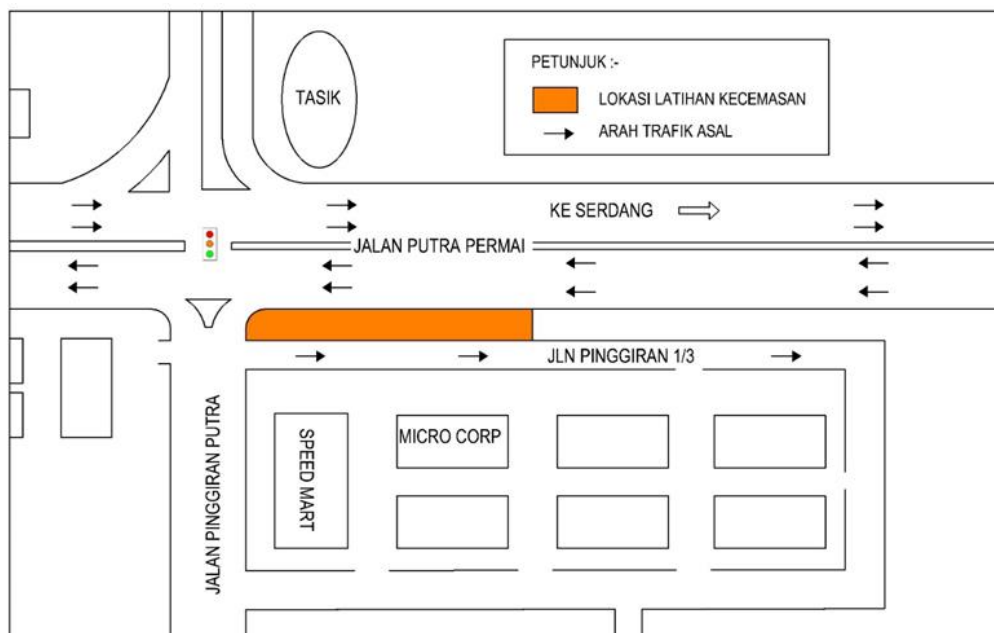 PETUNJUK :-
LOKASI LATIHAN KECEMASAN
ARAH TRAFIK ASAL
TASIK
KE SERDANG
JALAN PUTRA PERMAI
JLN PINGGIRAN 1/3
JALAN PINGGIRAN PUTRA
SPEED MART
MICRO CORP